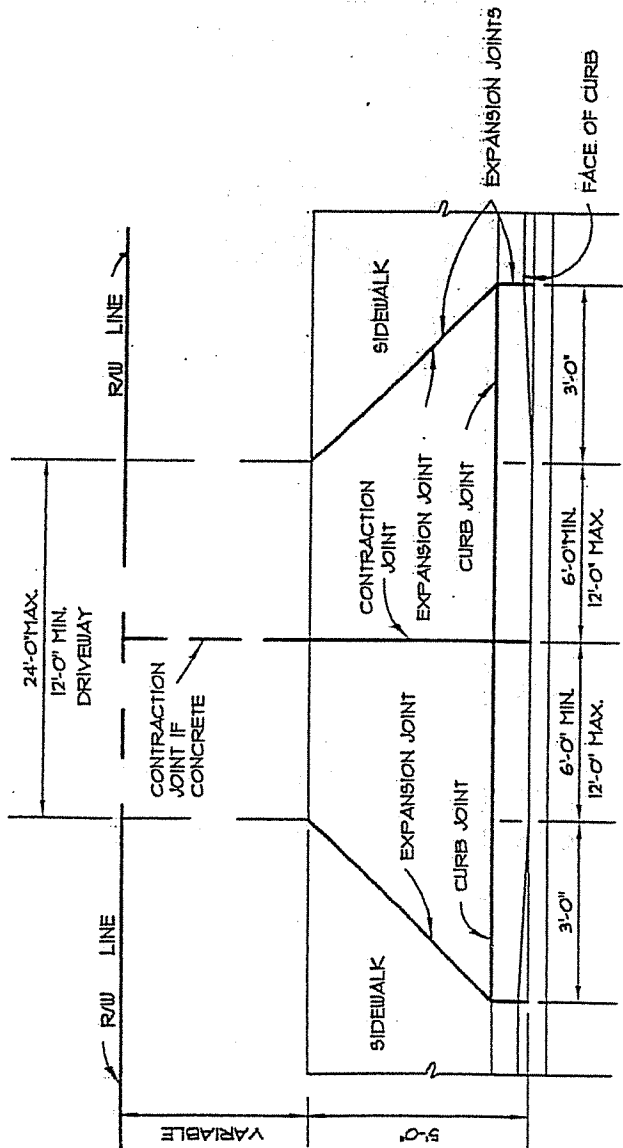 R/W LINE
24'-0" MAX.
12'-0" MIN.
DRIVEWAY
R/W LINE
CONTRACTION
JOINT IF
CONCRETE
VARIABLE
5'-0"
SIDEWALK
EXPANSION JOINT
CURB JOINT
CONTRACTION
JOINT
EXPANSION JOINT
CURB JOINT
SIDEWALK
EXPANSION JOINTS
FACE OF CURB
3'-0"
6'-0" MIN.
12'-0" MAX.
6'-0" MIN.
12'-0" MAX.
3'-0"